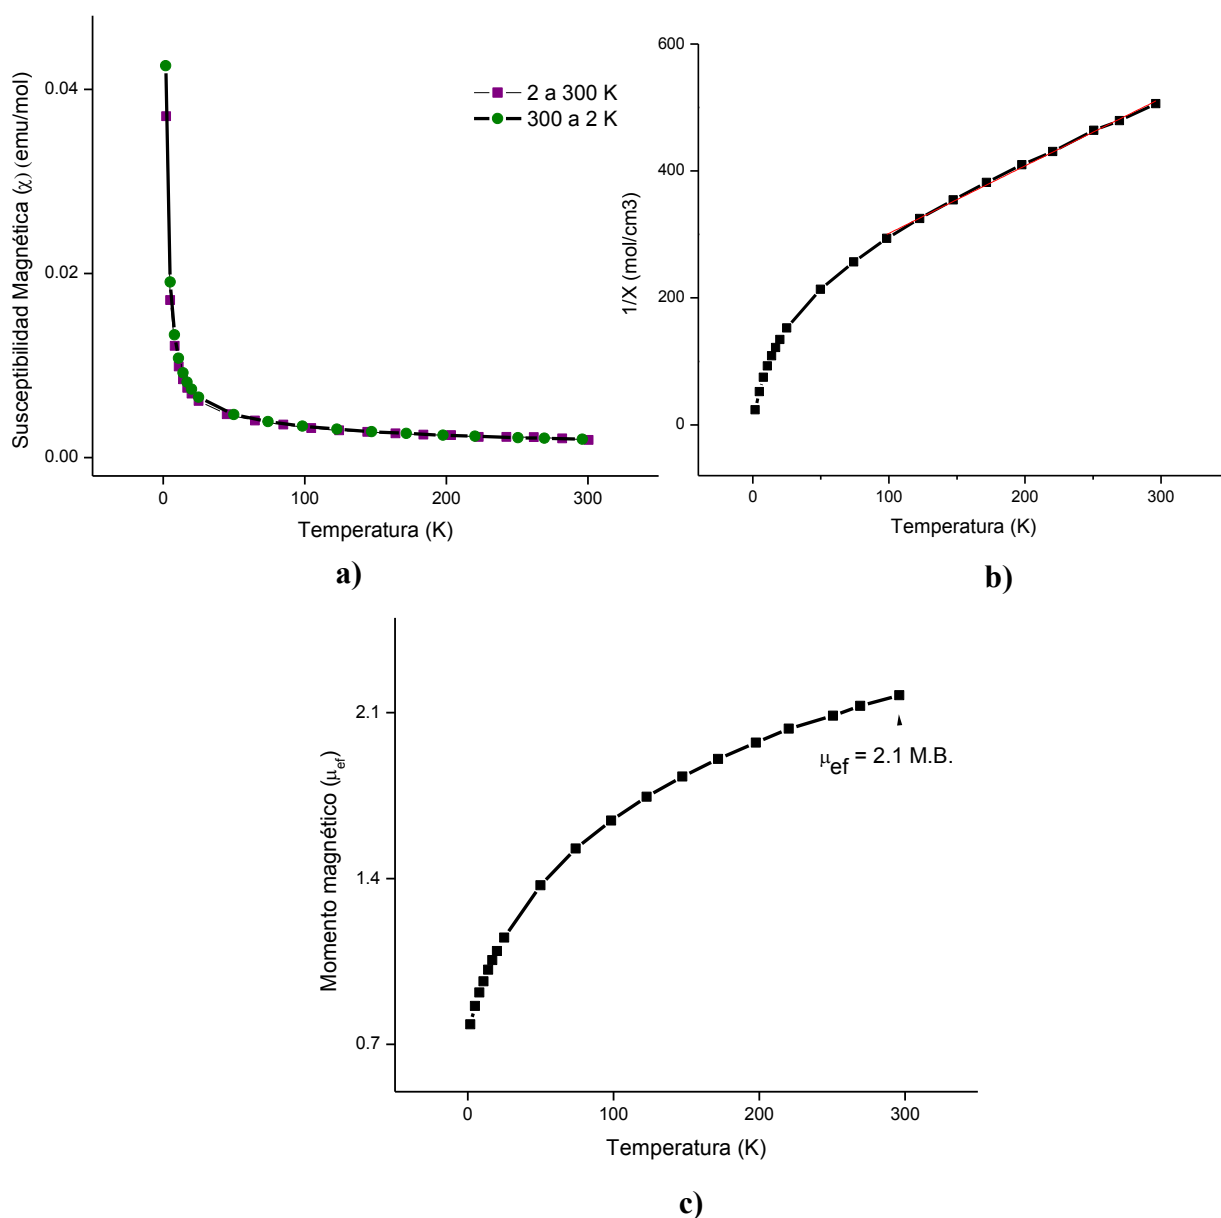 Susceptibilidad Magnética (χ) (emu/mol)
0.04
0.02
0.00
2 a 300 K
300 a 2 K
0
100
200
300
Temperatura (K)
a)
1/X (mol/cm3)
600
400
200
0
0
100
200
300
Temperatura (K)
b)
Momento magnético (μef)
2.1
1.4
0.7
μef = 2.1 M.B.
0
100
200
300
Temperatura (K)
c)